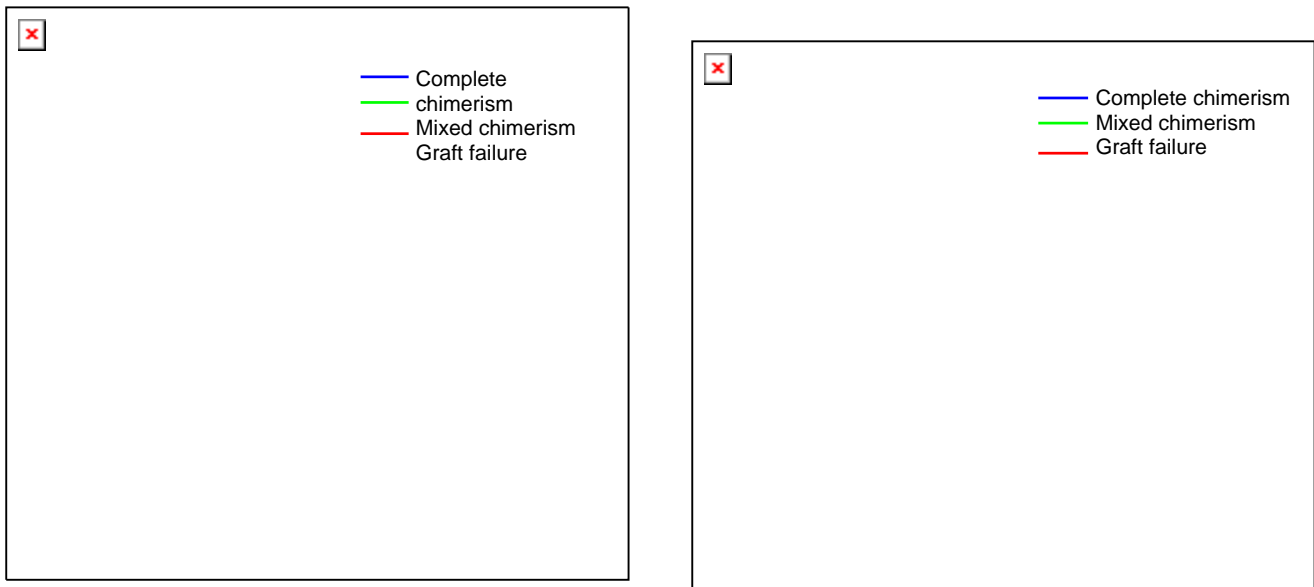 Complete
chimerism
Mixed chimerism
Graft failure
Complete chimerism
Mixed chimerism
Graft failure